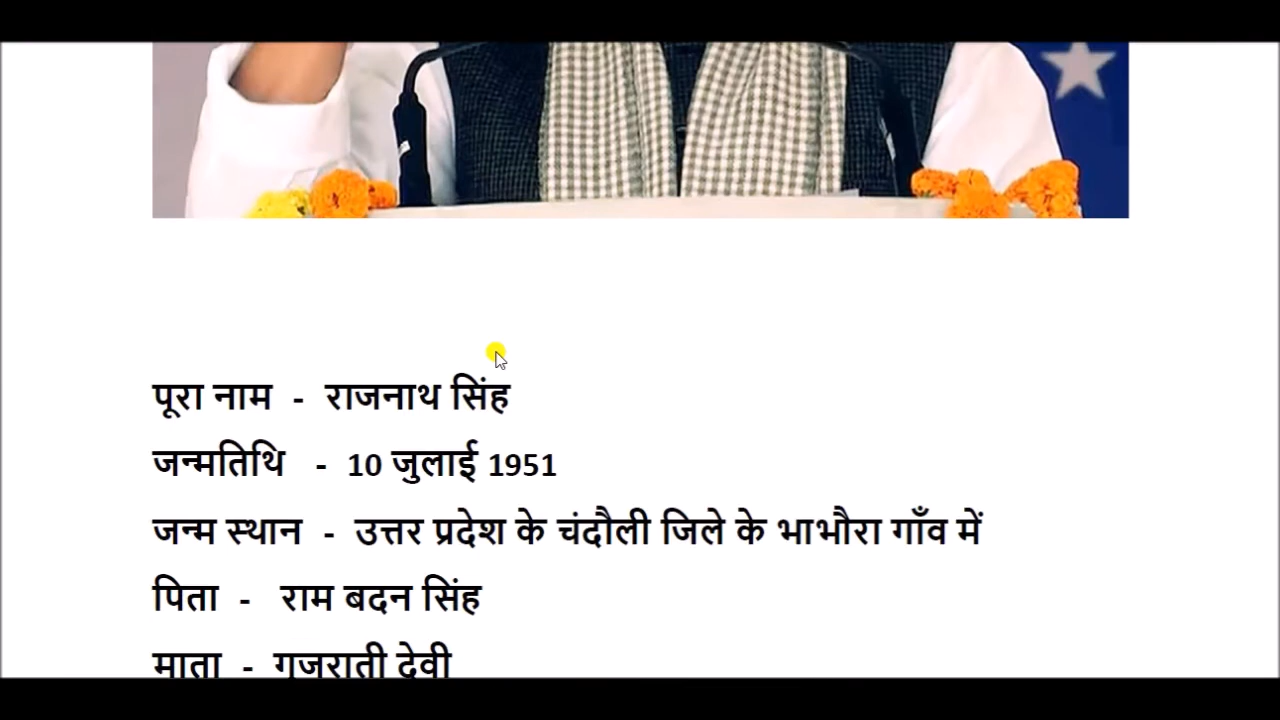 पूरा नाम - राजनाथ सिंह
जन्मतिथि - 10 जुलाई 1951
जन्म स्थान - उत्तर प्रदेश के चंदौली जिले के भाभौरा गाँव में
पिता - राम बदन सिंह
माता - गुजराती देवी